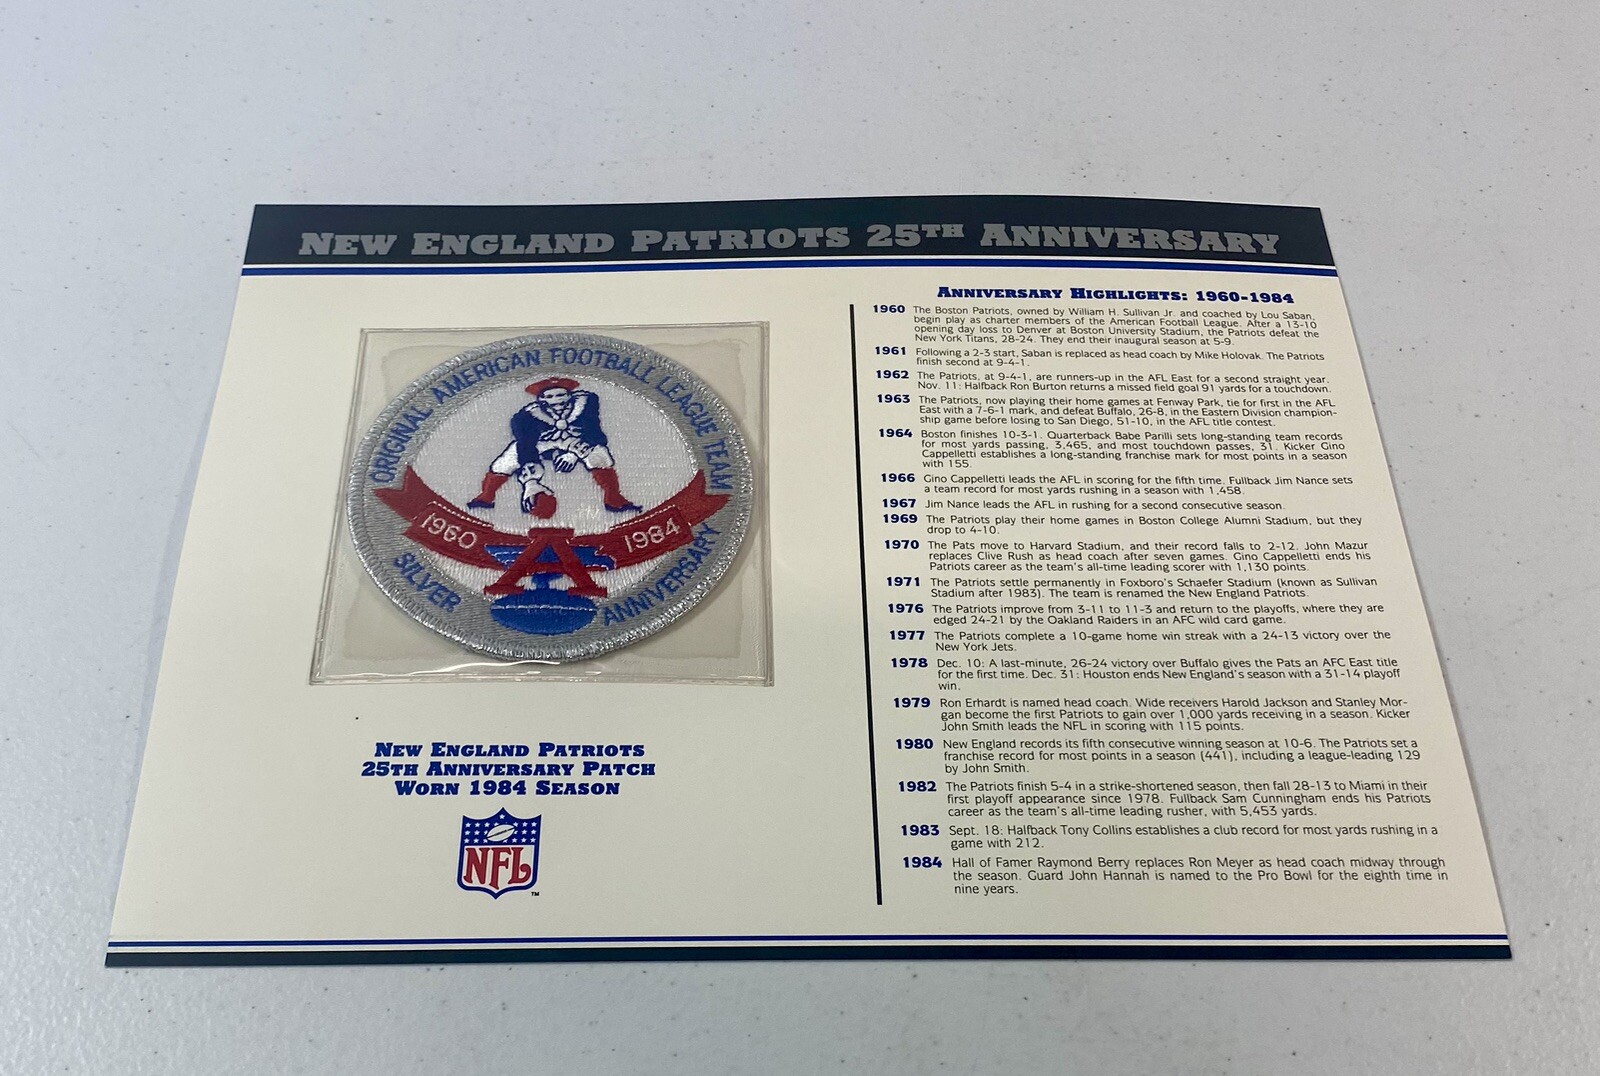 NEW ENGLAND PATRIOTS 25TH ANNIVERSARY
ORIGINAL AMERICAN FOOTBALL LEAGUE TEAM
1960 1984
A
SILVER ANNIVERSARY
NEW ENGLAND PATRIOTS
25TH ANNIVERSARY PATCH
WORN 1984 SEASON
NFL
TM
ANNIVERSARY HIGHLIGHTS: 1960-1984
1960 The Boston Patriots, owned by William H. Sullivan Jr. and coached by Lou Saban,
begin play as charter members of the American Football League. After a 13-10
opening day loss to Denver at Boston University Stadium, the Patriots defeat the
New York Titans, 28-24. They end their inaugural season at 5-9.
1961 Following a 2-3 start, Saban is replaced as head coach by Mike Holovak. The Patriots
finish second at 9-4-1.
1962 The Patriots, at 9-4-1, are runners-up in the AFL East for a second straight year.
Nov. 11: Halfback Ron Burton returns a missed field goal 91 yards for a touchdown.
1963 The Patriots, now playing their home games at Fenway Park, tie for first in the AFL
East with a 7-6-1 mark, and defeat Buffalo, 26-8, in the Eastern Division champion-
ship game before losing to San Diego, 51-10, in the AFL title contest.
1964 Boston finishes 10-3-1. Quarterback Babe Parilli sets long-standing team records
for most yards passing, 3,465, and most touchdown passes, 31. Kicker Gino
Cappelletti establishes a long-standing franchise mark for most points in a season
with 155.
1966 Gino Cappelletti leads the AFL in scoring for the fifth time. Fullback Jim Nance sets
a team record for most yards rushing in a season with 1,458.
1967 Jim Nance leads the AFL in rushing for a second consecutive season.
1969 The Patriots play their home games in Boston College Alumni Stadium, but they
drop to 4-10.
1970 The Pats move to Harvard Stadium, and their record falls to 2-12. John Mazur
replaces Clive Rush as head coach after seven games. Gino Cappelletti ends his
Patriots career as the team's all-time leading scorer with 1,130 points.
1971 The Patriots settle permanently in Foxboro's Schaefer Stadium (known as Sullivan
Stadium after 1983). The team is renamed the New England Patriots.
1976 The Patriots improve from 3-11 to 11-3 and return to the playoffs, where they are
edged 24-21 by the Oakland Raiders in an AFC wild card game.
1977 The Patriots complete a 10-game home win streak with a 24-13 victory over the
New York Jets.
1978 Dec. 10: A last-minute, 26-24 victory over Buffalo gives the Pats an AFC East title
for the first time. Dec. 31: Houston ends New England's season with a 31-14 playoff
win.
1979 Ron Erhardt is named head coach. Wide receivers Harold Jackson and Stanley Mor-
gan become the first Patriots to gain over 1,000 yards receiving in a season. Kicker
John Smith leads the NFL in scoring with 115 points.
1980 New England records its fifth consecutive winning season at 10-6. The Patriots set a
franchise record for most points in a season (441), including a league-leading 129
by John Smith.
1982 The Patriots finish 5-4 in a strike-shortened season, then fall 28-13 to Miami in their
first playoff appearance since 1978. Fullback Sam Cunningham ends his Patriots
career as the team's all-time leading rusher, with 5,453 yards.
1983 Sept. 18: Halfback Tony Collins establishes a club record for most yards rushing in a
game with 212.
1984 Hall of Famer Raymond Berry replaces Ron Meyer as head coach midway through
the season. Guard John Hannah is named to the Pro Bowl for the eighth time in
nine years.